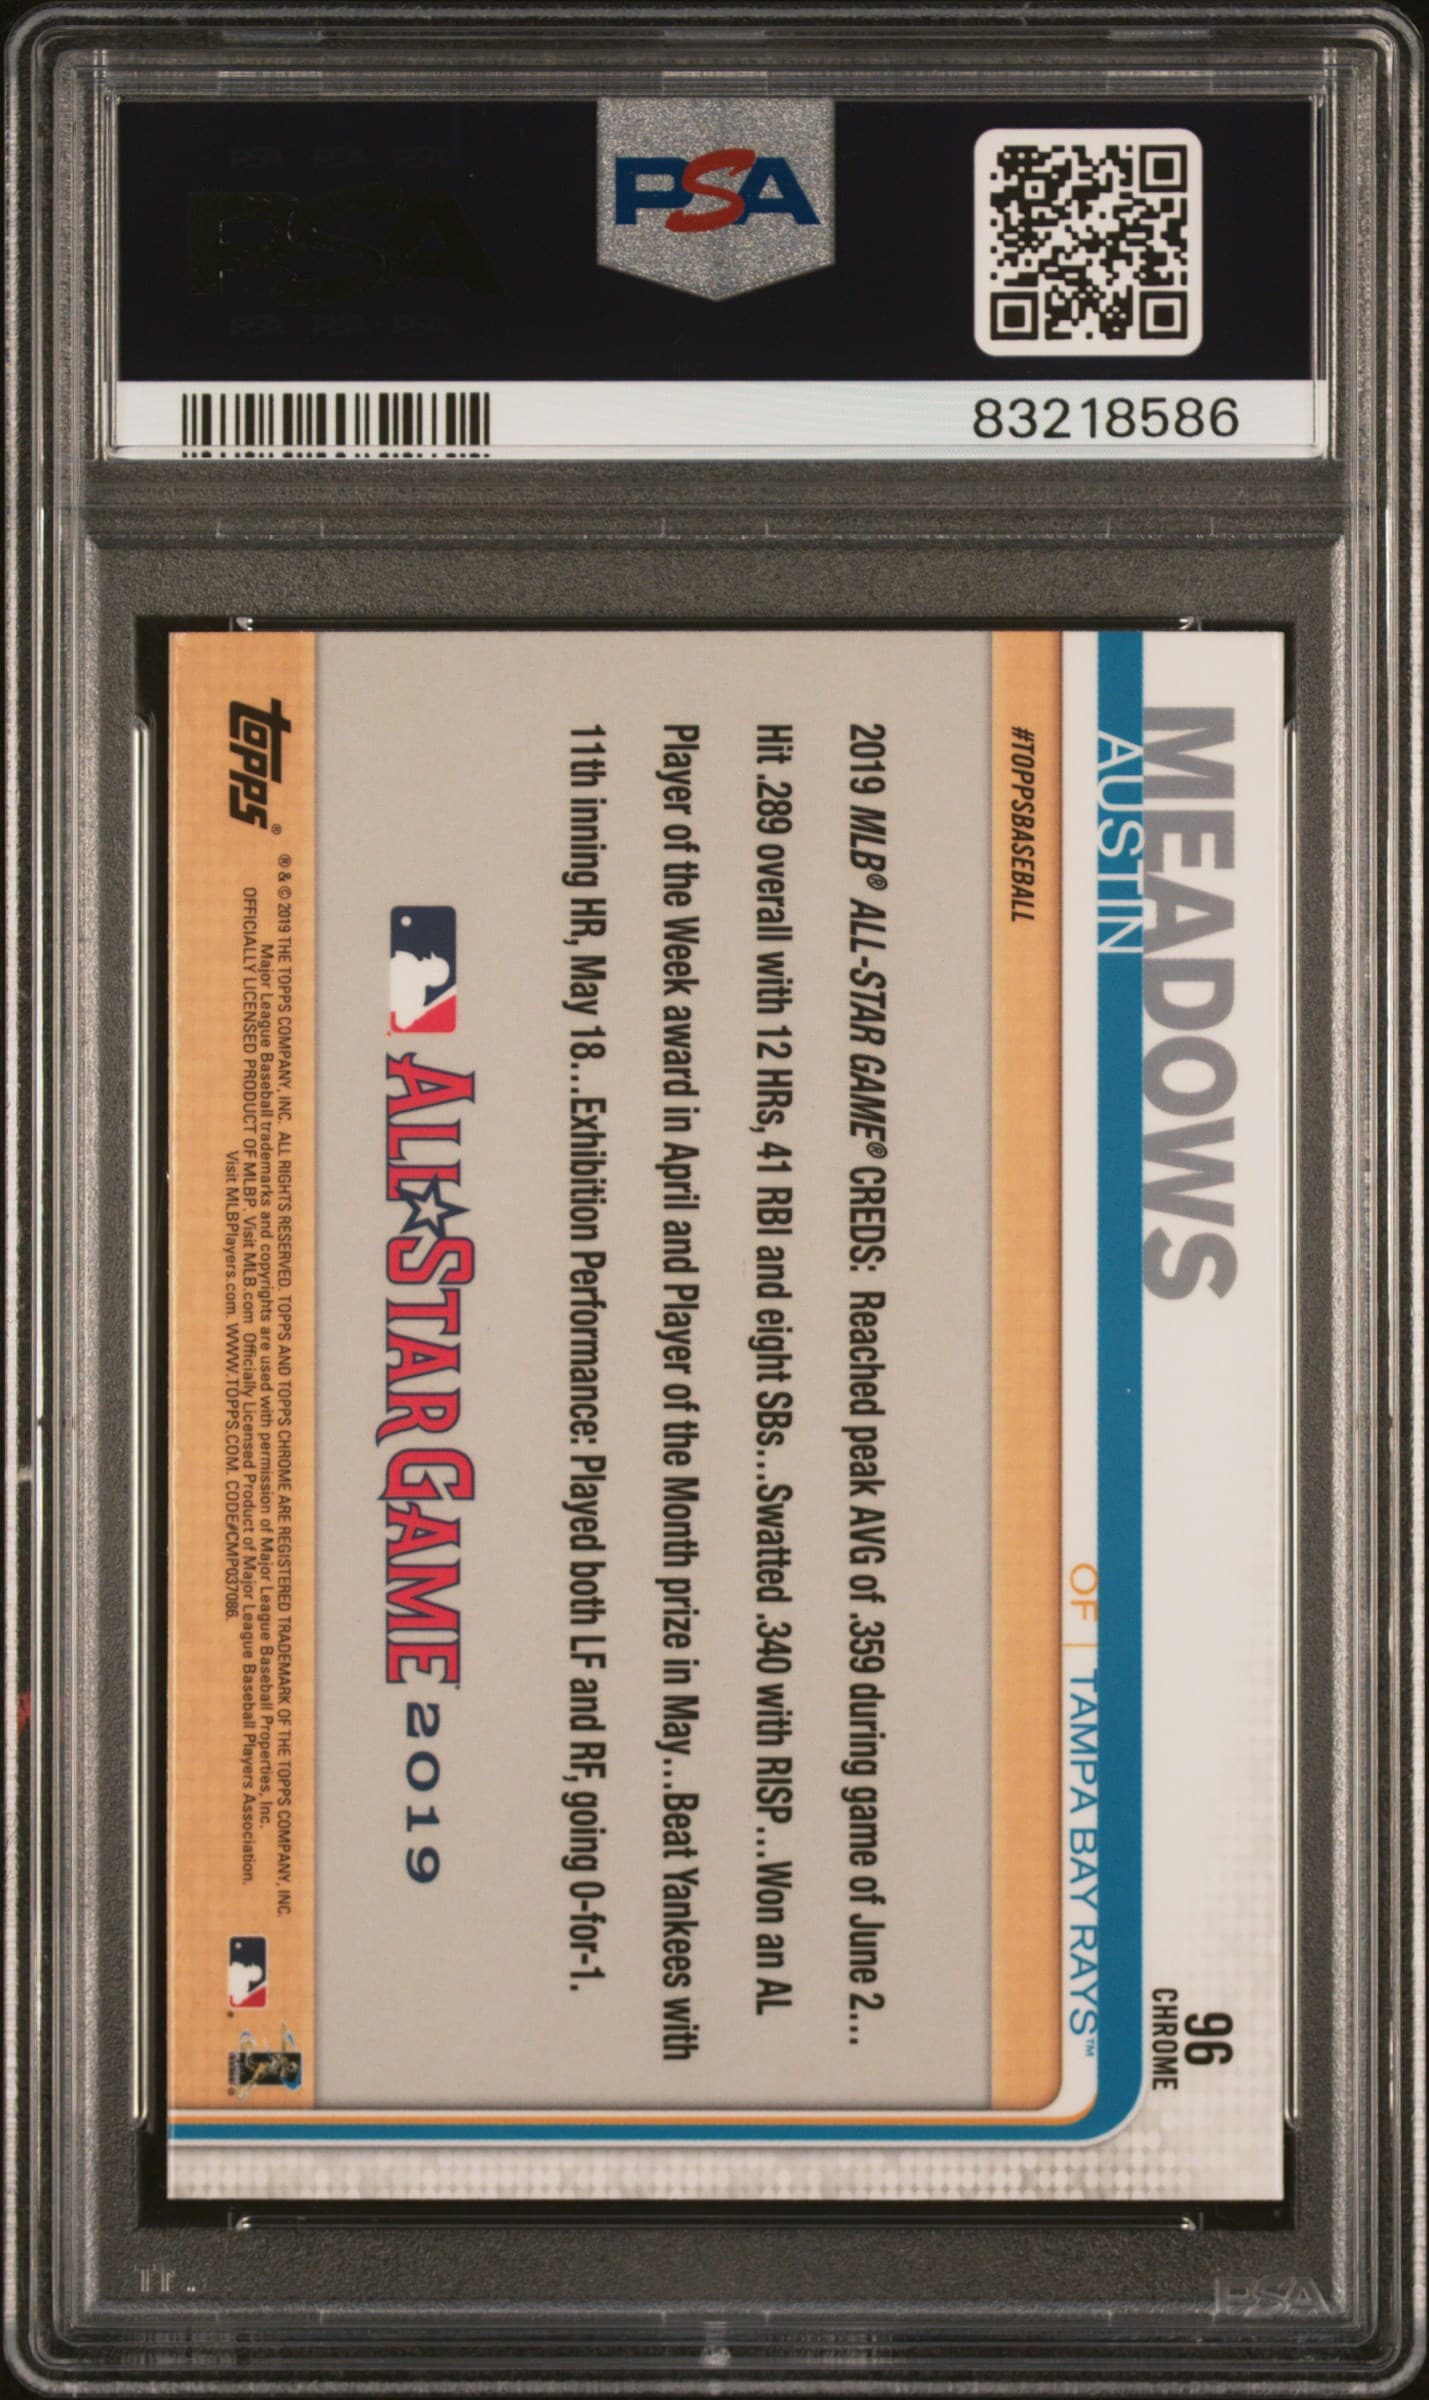 PSA
83218586
96
CHROME
MEADOWS
AUSTIN
OF | TAMPA BAY RAYS™
#TOPPSBASEBALL
2019 MLB® ALL-STAR GAME® CREDS: Reached peak AVG of .359 during game of June 2...
Hit .289 overall with 12 HRs, 41 RBI and eight SBs...Swatted .340 with RISP...Won an AL
Player of the Week award in April and Player of the Month prize in May...Beat Yankees with
11th inning HR, May 18...Exhibition Performance: Played both LF and RF, going 0-for-1.
ALL★STAR GAME 2019
topps®
® & © 2019 THE TOPPS COMPANY, INC. ALL RIGHTS RESERVED. TOPPS AND TOPPS CHROME ARE REGISTERED TRADEMARK OF THE TOPPS COMPANY, INC.
Major League Baseball trademarks and copyrights are used with permission of Major League Baseball Properties, Inc.
OFFICIALLY LICENSED PRODUCT OF MLBP. Visit MLB.com Officially Licensed Product of Major League Baseball Players Association.
Visit MLBPlayers.com. WWW.TOPPS.COM. CODE#CMP037086.
PSA